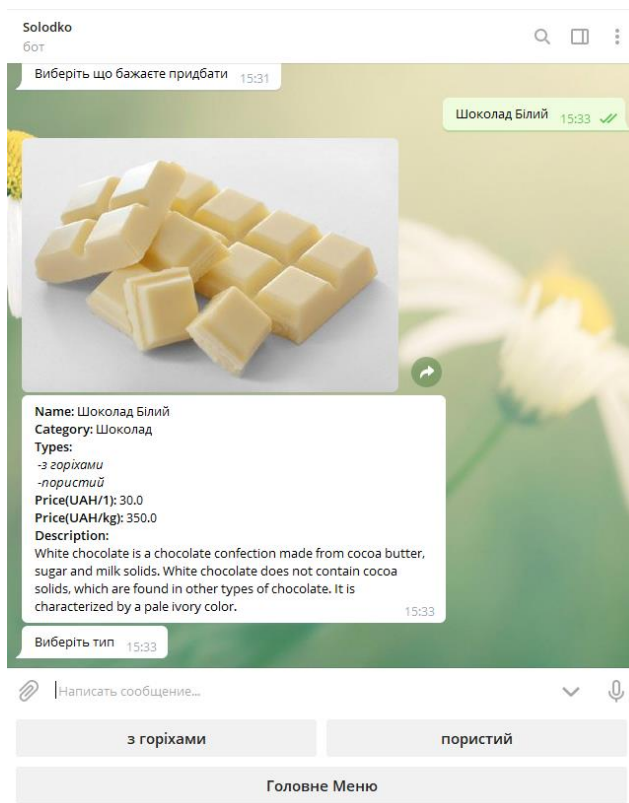 Solodko
бот
Виберіть що бажаєте придбати 15:31
Шоколад Білий 15:33
Name: Шоколад Білий
Category: Шоколад
Types:
-з горіхами
-пористий
Price(UAH/1): 30.0
Price(UAH/kg): 350.0
Description:
White chocolate is a chocolate confection made from cocoa butter,
sugar and milk solids. White chocolate does not contain cocoa
solids, which are found in other types of chocolate. It is
characterized by a pale ivory color. 15:33
Виберіть тип 15:33
Написать сообщение...
з горіхами пористий
Головне Меню